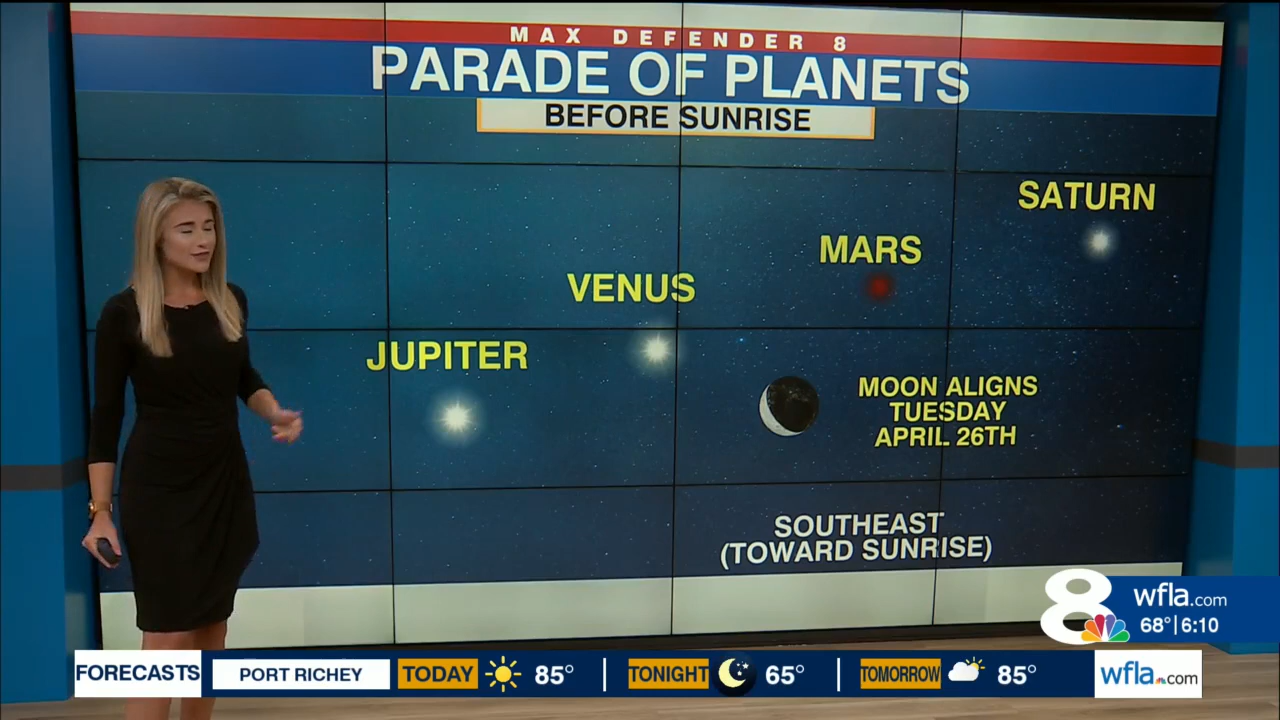 MAX DEFENDER 8
PARADE OF PLANETS
BEFORE SUNRISE
SATURN
MARS
VENUS
JUPITER
MOON ALIGNS
TUESDAY
APRIL 26TH
SOUTHEAST
(TOWARD SUNRISE)
8 wfla.com
68° | 6:10
FORECASTS PORT RICHEY TODAY 85° | TONIGHT 65° | TOMORROW 85° wfla.com